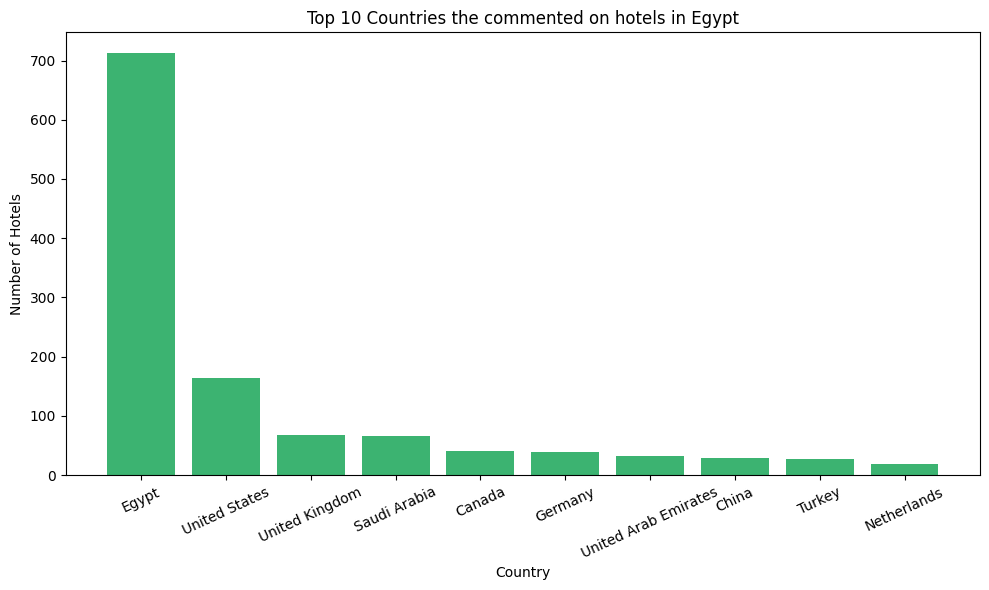 Top 10 Countries the commented on hotels in Egypt
Number of Hotels
700
600
500
400
300
200
100
0
Egypt
United States
United Kingdom
Saudi Arabia
Canada
Germany
United Arab Emirates
China
Turkey
Netherlands
Country